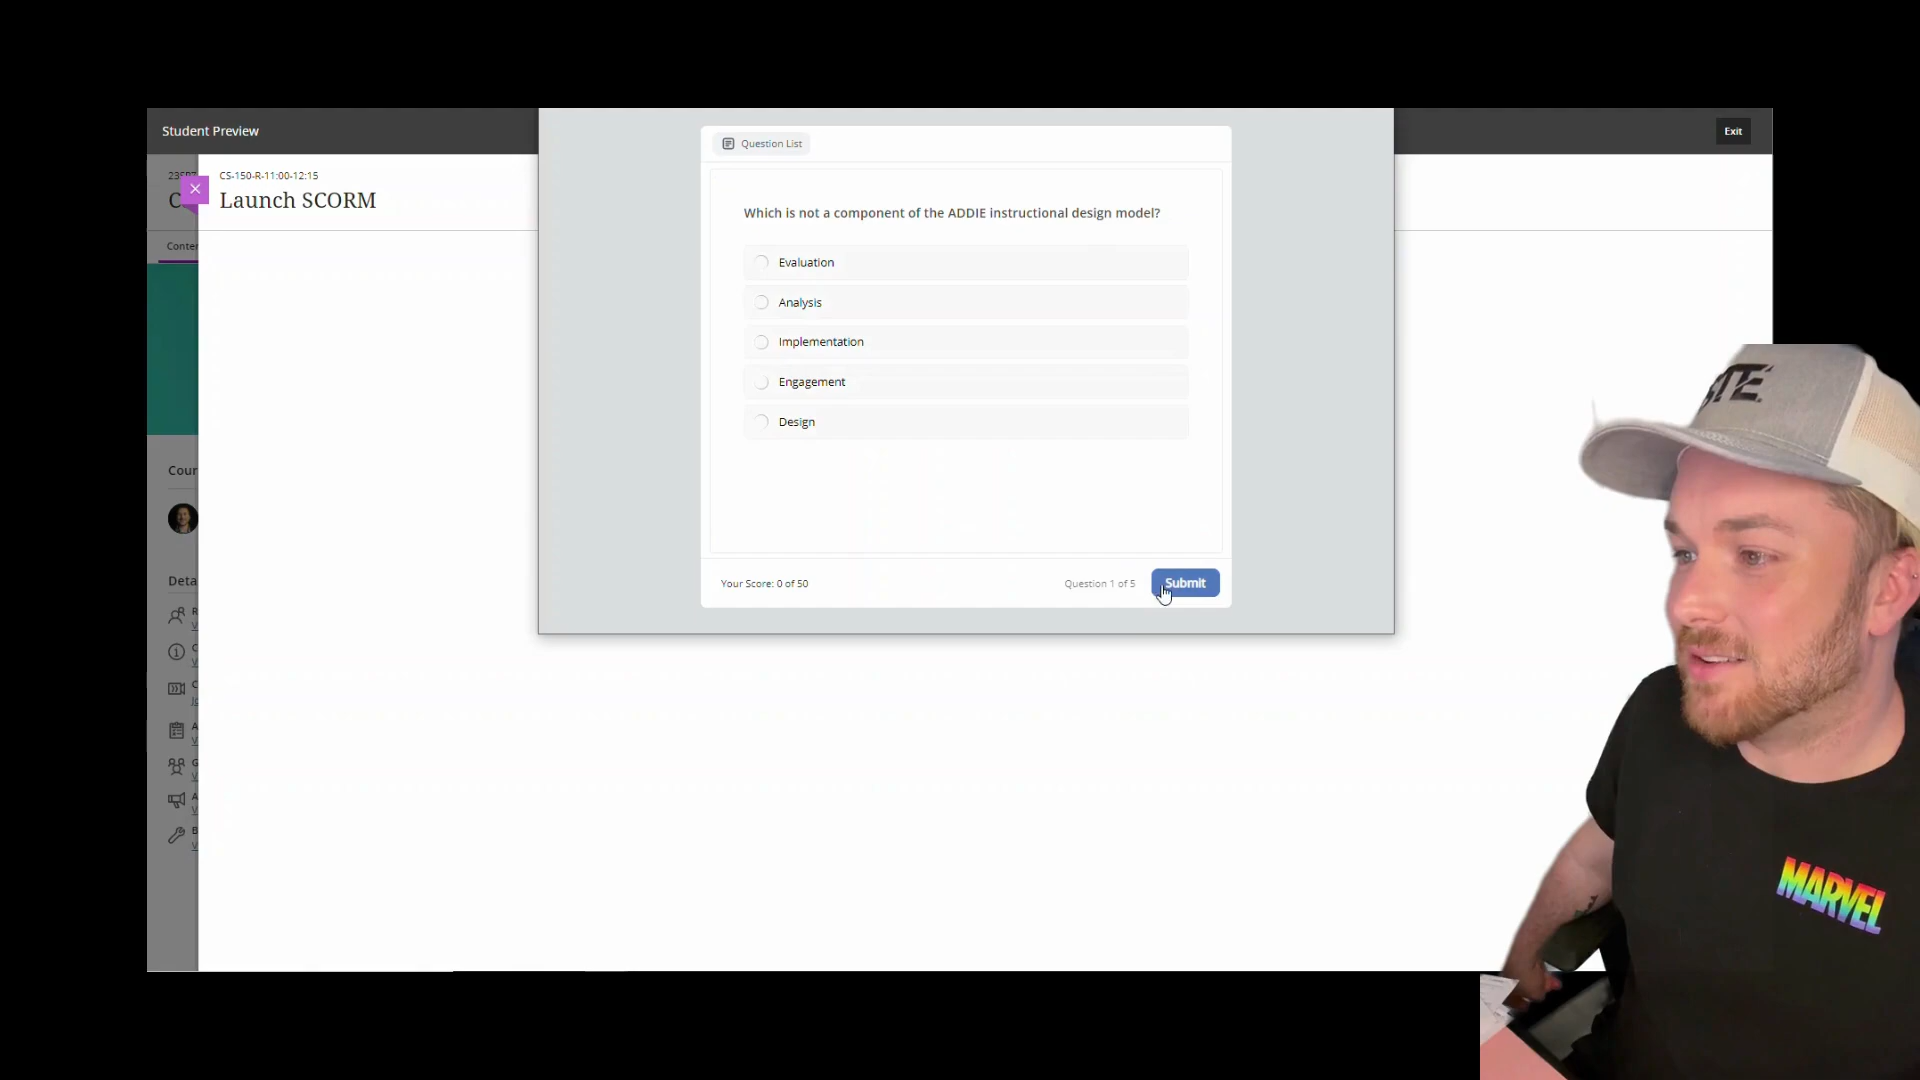 Student Preview
Exit
CS-150-R-11:00-12:15
Launch SCORM
Question List
Which is not a component of the ADDIE instructional design model?
Evaluation
Analysis
Implementation
Engagement
Design
Your Score: 0 of 50
Question 1 of 5
Submit
MARVEL